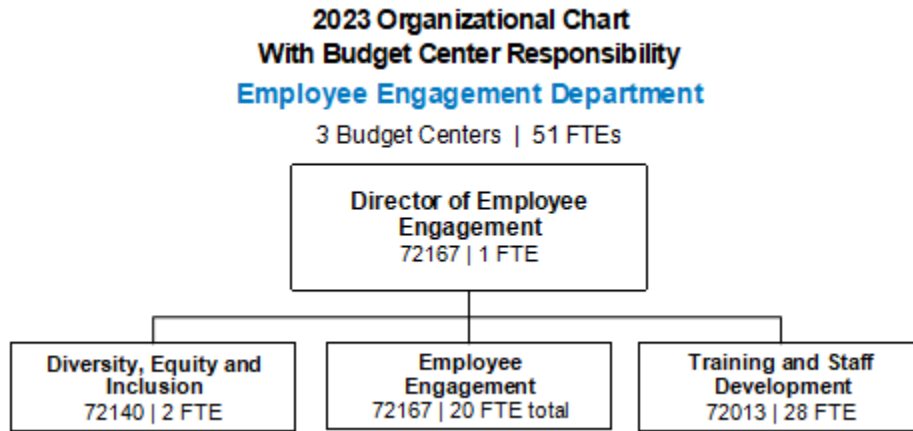 2023 Organizational Chart
With Budget Center Responsibility
Employee Engagement Department
3 Budget Centers | 51 FTEs
Director of Employee
Engagement
72167 | 1 FTE
Diversity, Equity and
Inclusion
72140 | 2 FTE
Employee
Engagement
72167 | 20 FTE total
Training and Staff
Development
72013 | 28 FTE